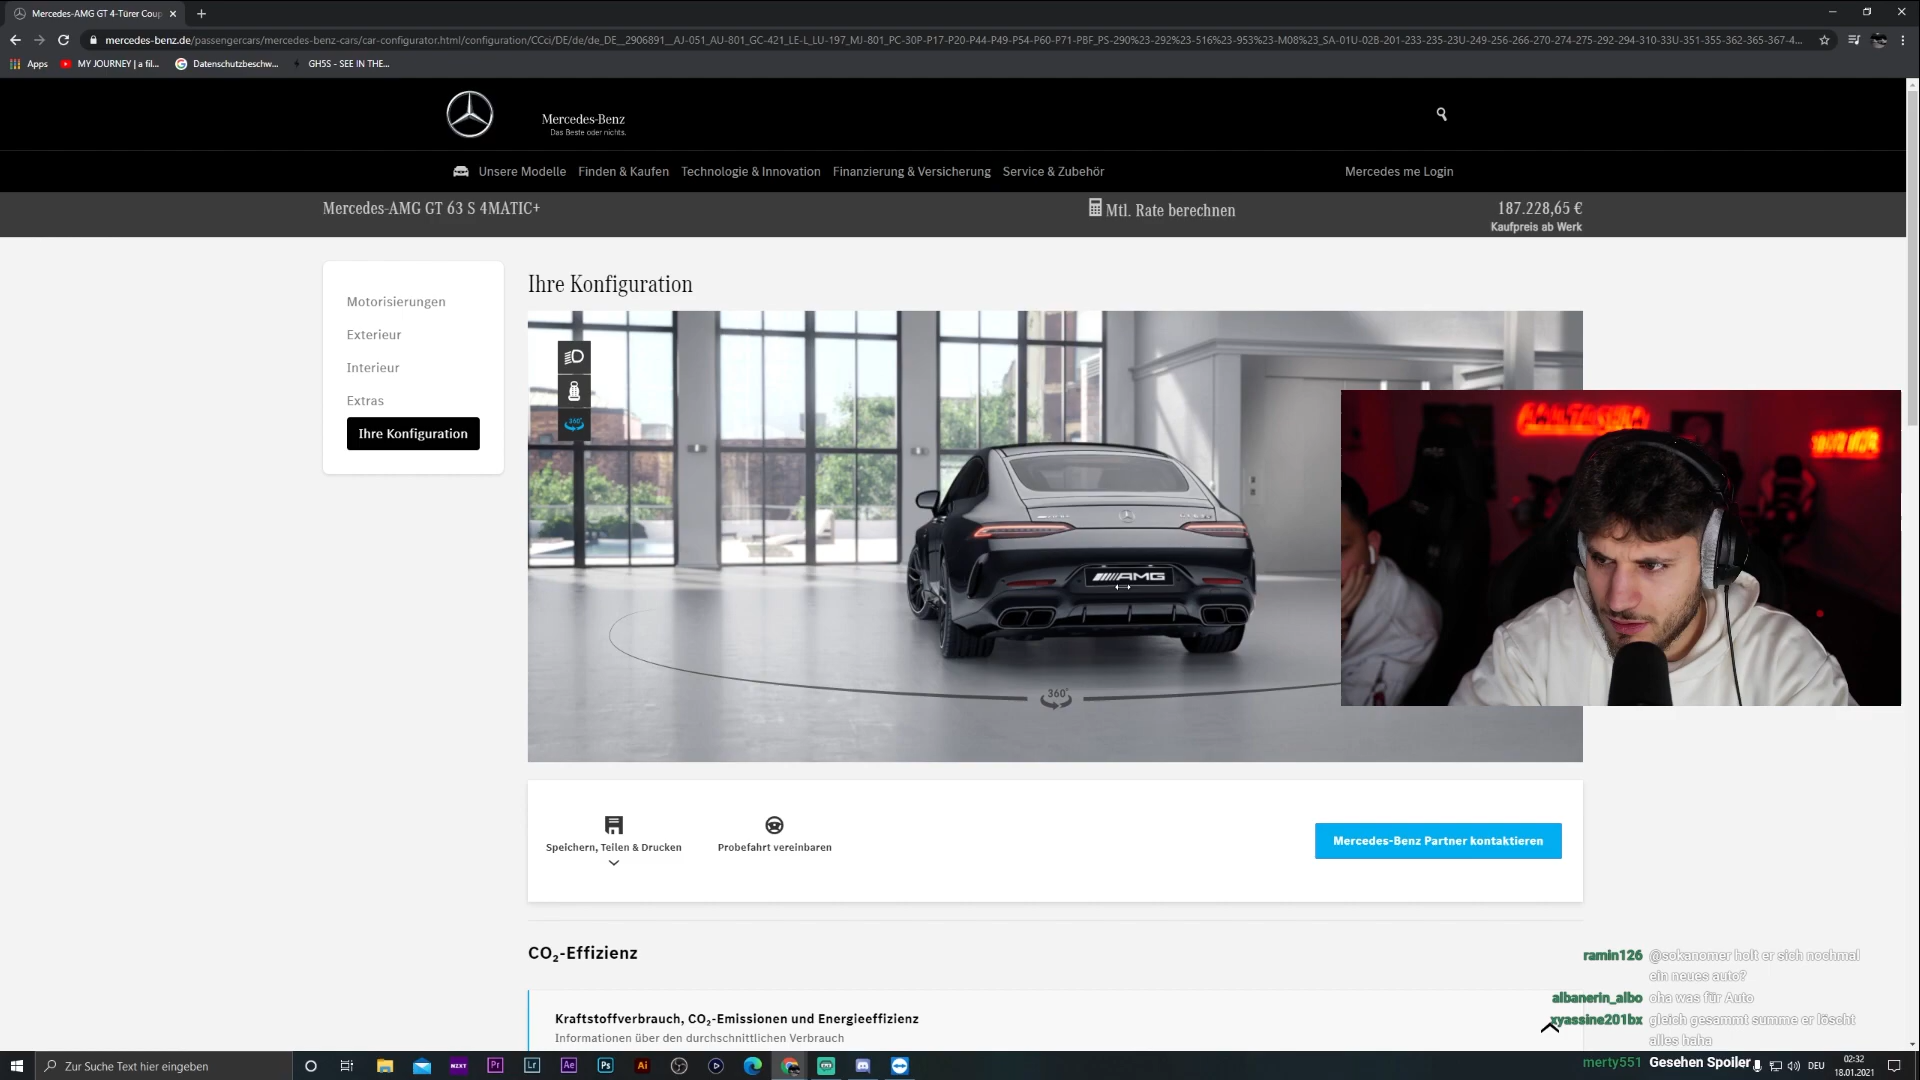 Mercedes-AMG GT 4-Türer Coup
mercedes-benz.de/passengercars/mercedes-benz-cars/car-configurator.html/configuration/CCci/DE/de/de_DE__2906891__AJ-051_AU-801_GC-421_LE-L_LU-197_MJ-801_PC-30P-P17-P20-P44-P49-P54-P60-P71-PBF_PS-290%23-292%23-516%23-953%23-M08%23_SA-01U-02B-201-233-235-23U-249-256-266-270-274-275-292-294-310-33U-351-355-362-365-367-4...
Apps MY JOURNEY | a fil... Datenschutzbeschw... GH5S - SEE IN THE...
Mercedes-Benz
Das Beste oder nichts.
Unsere Modelle Finden & Kaufen Technologie & Innovation Finanzierung & Versicherung Service & Zubehör Mercedes me Login
Mercedes-AMG GT 63 S 4MATIC+ Mtl. Rate berechnen 187.228,65 €
Kaufpreis ab Werk
Motorisierungen
Exterieur
Interieur
Extras
Ihre Konfiguration
Ihre Konfiguration
360°
AMG
360°
Speichern, Teilen & Drucken Probefahrt vereinbaren Mercedes-Benz Partner kontaktieren
CO₂-Effizienz
Kraftstoffverbrauch, CO₂-Emissionen und Energieeffizienz
Informationen über den durchschnittlichen Verbrauch
ramin126 @sokanomer holt er sich nochmal
ein neues auto?
albanerin_albo oha was für Auto
xyassine201bx gleich gesammt summe er löscht
alles haha
merty551 Gesehen Spoiler
Zur Suche Text hier eingeben
NZXT Pr Lr Ae Ps Ai
DEU 02:32
18.01.2021